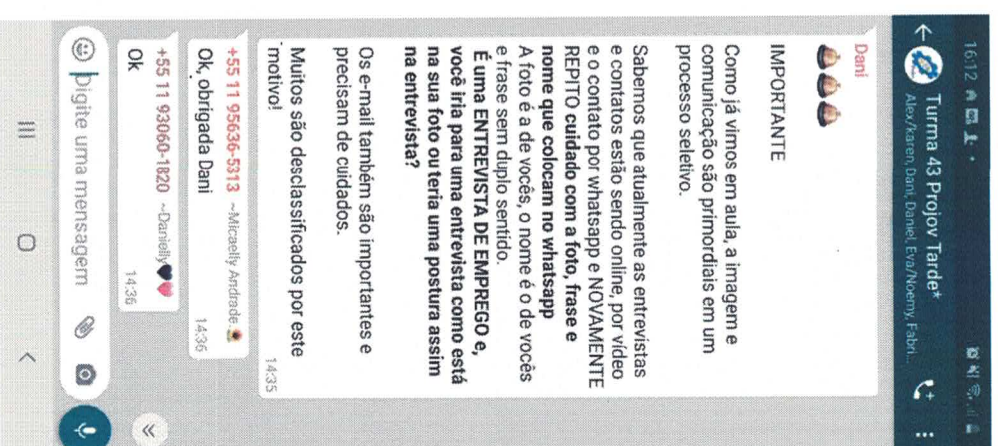 16:12
Turma 43 Projov Tarde*
Alex/karen, Dani, Daniel, Eva/Noemy, Fabri...
Dani
IMPORTANTE
Como já vimos em aula, a imagem e
comunicação são primordiais em um
processo seletivo.
Sabemos que atualmente as entrevistas
e contatos estão sendo online, por vídeo
e o contato por whatsapp e NOVAMENTE
REPITO cuidado com a foto, frase e
nome que colocam no whatsapp
A foto é a de vocês, o nome é o de vocês
e frase sem duplo sentido.
É uma ENTREVISTA DE EMPREGO e,
você iria para uma entrevista como está
na sua foto ou teria uma postura assim
na entrevista?
Os e-mail também são importantes e
precisam de cuidados.
Muitos são desclassificados por este
motivo!
14:35
+55 11 95636-5313 ~Micaelly Andrade
Ok, obrigada Dani
14:36
+55 11 93060-1820 ~Danielly
Ok
14:36
Digite uma mensagem